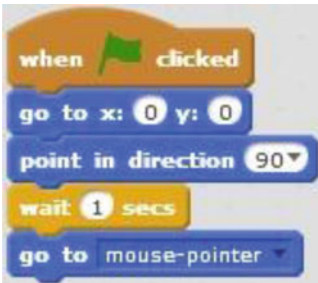 when clicked
go to x: 0 y: 0
point in direction 90
wait 1 secs
go to mouse-pointer